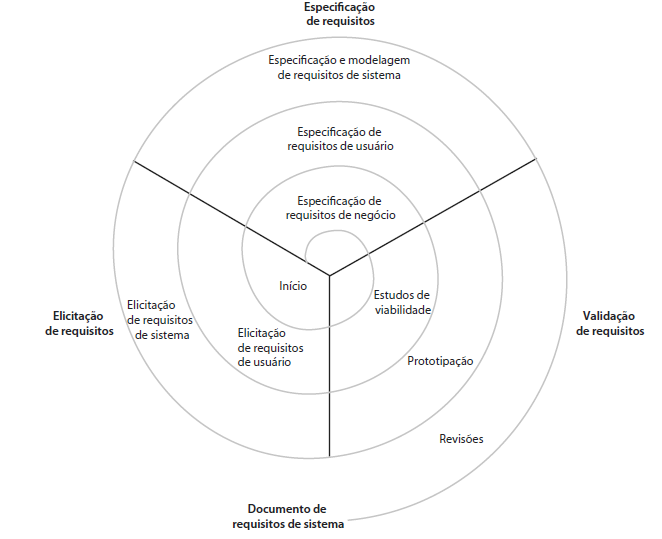 Especificação
de requisitos
Especificação e modelagem
de requisitos de sistema
Especificação de
requisitos de usuário
Especificação de
requisitos de negócio
Início
Estudos de
viabilidade
Elicitação
de requisitos
Elicitação
de requisitos
de sistema
Elicitação
de requisitos
de usuário
Validação
de requisitos
Prototipação
Revisões
Documento de
requisitos de sistema